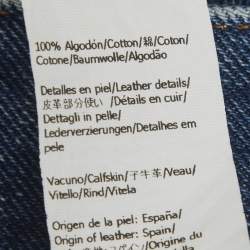 100% Algodón/Cotton/綿/Coton/
Cotone/Baumwolle/Algodão
Detalles en piel/Leather details/
皮革部分使い /Détails en cuir/
Dettagli in pelle/
Lederverzierungen/Detalhes em
pele
Vacuno/Calfskin/子牛革/Veau/
Vitello/Rind/Vitela
Origen de la piel: España/
Origin of leather: Spain/
Origine du